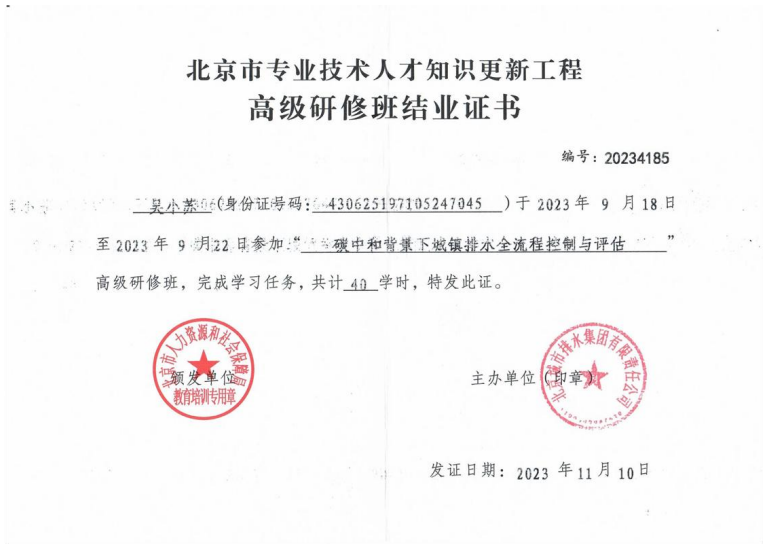 北京市专业技术人才知识更新工程
高级研修班结业证书
编号：20234185
吴小苏（身份证号码：430625197105247045）于 2023 年 9 月 18 日
至 2023 年 9 月 22 日参加“碳中和背景下城镇排水全流程控制与评估”
高级研修班，完成学习任务，共计 40 学时，特发此证。
北京市人力资源和社会保障局
颁发单位
教育培训专用章
北京城市排水集团有限责任公司
主办单位（印章）
发证日期：2023 年 11 月 10 日